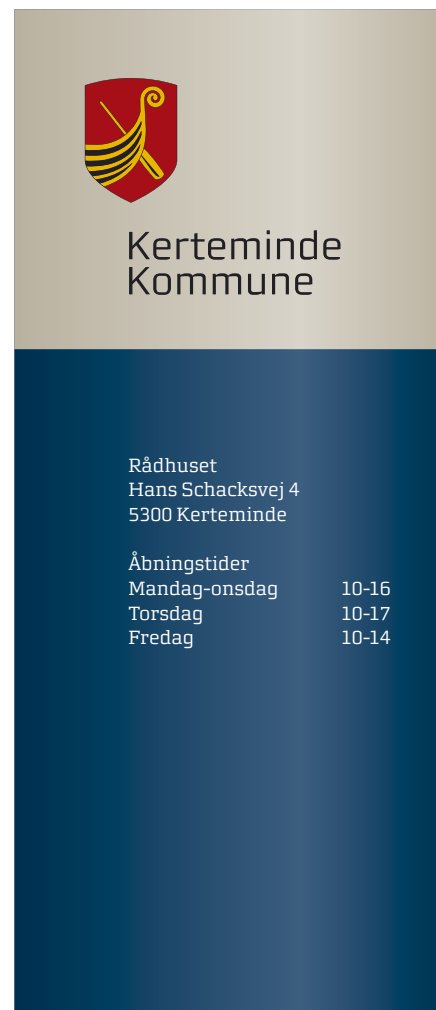 Kerteminde
Kommune
Rådhuset
Hans Schacksvej 4
5300 Kerteminde
Åbningstider
Mandag-onsdag 10-16
Torsdag 10-17
Fredag 10-14